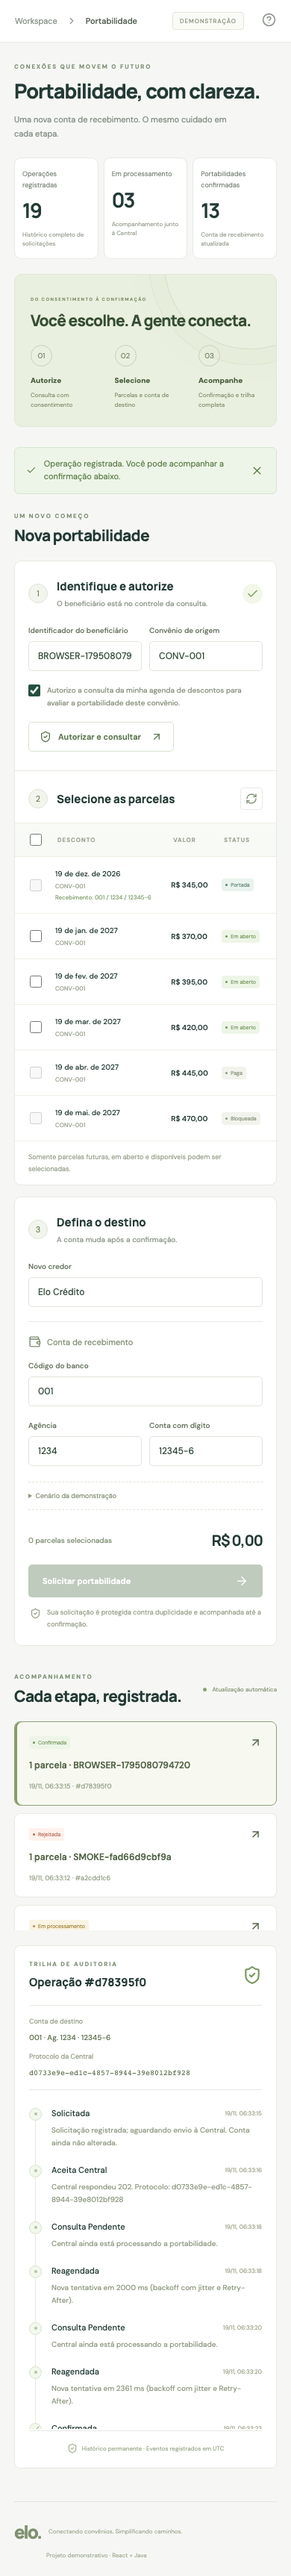 Workspace > Portabilidade
DEMONSTRAÇÃO
CONEXÕES QUE MOVEM O FUTURO
Portabilidade, com clareza.
Uma nova conta de recebimento. O mesmo cuidado em
cada etapa.
Operações
registradas
19
Histórico completo de
solicitações
Em processamento
03
Acompanhamento junto
à Central
Portabilidades
confirmadas
13
Conta de recebimento
atualizada
DO CONSENTIMENTO À CONFIRMAÇÃO
Você escolhe. A gente conecta.
01
Autorize
Consulta com
consentimento
02
Selecione
Parcelas e conta de
destino
03
Acompanhe
Confirmação e trilha
completa
Operação registrada. Você pode acompanhar a
confirmação abaixo.
UM NOVO COMEÇO
Nova portabilidade
1
Identifique e autorize
O beneficiário está no controle da consulta.
Identificador do beneficiário
BROWSER-179508079
Convênio de origem
CONV-001
Autorizo a consulta da minha agenda de descontos para
avaliar a portabilidade deste convênio.
Autorizar e consultar
2
Selecione as parcelas
DESCONTO VALOR STATUS
19 de dez. de 2026
CONV-001
Recebimento: 001 / 1234 / 12345-6
R$ 345,00
Portada
19 de jan. de 2027
CONV-001
R$ 370,00
Em aberto
19 de fev. de 2027
CONV-001
R$ 395,00
Em aberto
19 de mar. de 2027
CONV-001
R$ 420,00
Em aberto
19 de abr. de 2027
CONV-001
R$ 445,00
Paga
19 de mai. de 2027
CONV-001
R$ 470,00
Bloqueada
Somente parcelas futuras, em aberto e disponíveis podem ser
selecionadas.
3
Defina o destino
A conta muda após a confirmação.
Novo credor
Elo Crédito
Conta de recebimento
Código do banco
001
Agência
1234
Conta com dígito
12345-6
Cenário da demonstração
0 parcelas selecionadas
R$ 0,00
Solicitar portabilidade
Sua solicitação é protegida contra duplicidade e acompanhada até a
confirmação.
ACOMPANHAMENTO
Cada etapa, registrada.
Atualização automática
Confirmada
1 parcela · BROWSER-1795080794720
19/11, 06:33:15 · #d78395f0
Rejeitada
1 parcela · SMOKE-fad66d9cbf9a
19/11, 06:33:12 · #a2cdd1c6
Em processamento
TRILHA DE AUDITORIA
Operação #d78395f0
Conta de destino
001 · Ag. 1234 · 12345-6
Protocolo da Central
d0733e9e-ed1c-4857-8944-39e8012bf928
Solicitada
19/11, 06:33:15
Solicitação registrada; aguardando envio à Central. Conta
ainda não alterada.
Aceita Central
19/11, 06:33:16
Central respondeu 202. Protocolo: d0733e9e-ed1c-4857-
8944-39e8012bf928
Consulta Pendente
19/11, 06:33:18
Central ainda está processando a portabilidade.
Reagendada
19/11, 06:33:18
Nova tentativa em 2000 ms (backoff com jitter e Retry-
After).
Consulta Pendente
19/11, 06:33:20
Central ainda está processando a portabilidade.
Reagendada
19/11, 06:33:20
Nova tentativa em 2361 ms (backoff com jitter e Retry-
After).
Confirmada
19/11, 06:33:23
Histórico permanente · Eventos registrados em UTC
elo.
Conectando convênios. Simplificando caminhos.
Projeto demonstrativo · React + Java